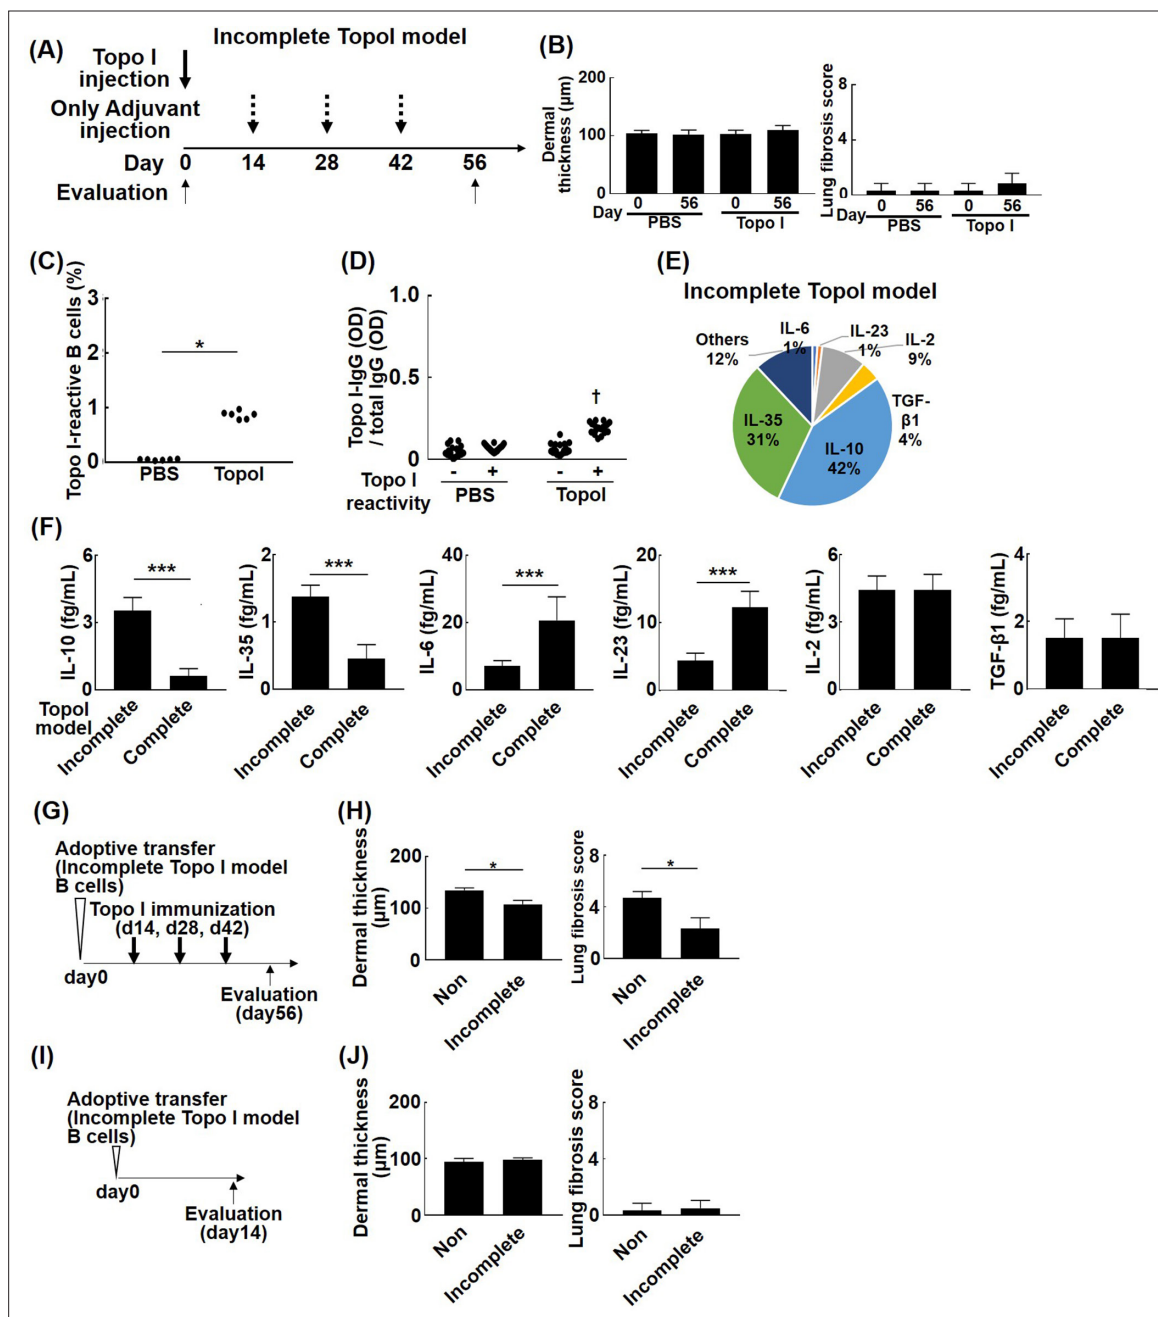 (A)
Incomplete TopoI model
Topo I
injection
Only Adjuvant
injection
Day 0 14 28 42 56
Evaluation
(B)
Dermal
thickness (μm)
200
100
0
0 56 0 56
Day
PBS Topo I
Lung fibrosis score
8
4
0
0 56 0 56
Day
PBS Topo I
(C)
Topo I-reactive B cells (%)
3
2
1
0
*
PBS TopoI
(D)
Topo I-IgG (OD)
/ total IgG (OD)
1.0
0.5
0
†
Topo I
reactivity
- + - +
PBS TopoI
(E)
Incomplete TopoI model
IL-6
1%
IL-23
1%
IL-2
9%
TGF-
β1
4%
IL-10
42%
IL-35
31%
Others
12%
(F)
IL-10 (fg/mL)
6
3
0
***
TopoI
model
Incomplete
Complete
IL-35 (fg/mL)
2
1
0
***
Incomplete
Complete
IL-6 (fg/mL)
40
20
0
***
Incomplete
Complete
IL-23 (fg/mL)
20
10
0
***
Incomplete
Complete
IL-2 (fg/mL)
6
3
0
Incomplete
Complete
TGF-β1 (fg/mL)
4
2
0
Incomplete
Complete
(G)
Adoptive transfer
(Incomplete Topo I model
B cells)
Topo I immunization
(d14, d28, d42)
day0
Evaluation
(day56)
(H)
Dermal thickness
(μm)
200
100
0
*
Non
Incomplete
Lung fibrosis score
8
4
0
*
Non
Incomplete
(I)
Adoptive transfer
(Incomplete Topo I model
B cells)
day0
Evaluation
(day14)
(J)
Dermal thickness
(μm)
200
100
0
Non
Incomplete
Lung fibrosis score
8
4
0
Non
Incomplete